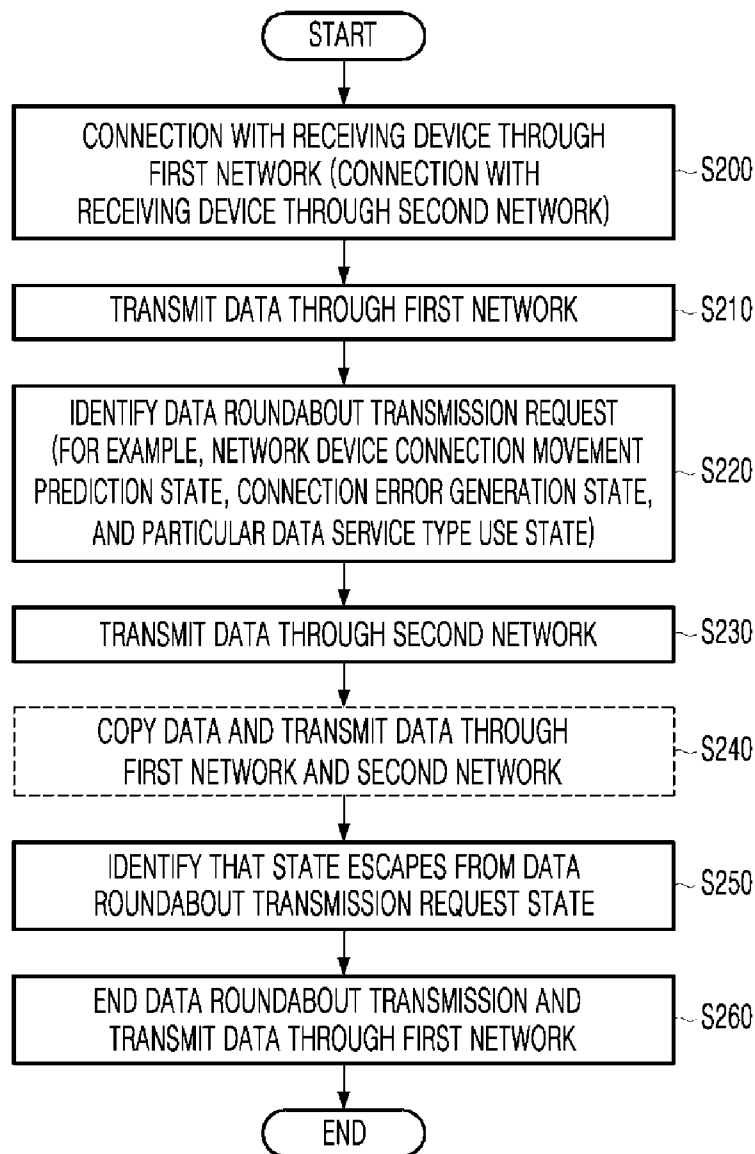 START
CONNECTION WITH RECEIVING DEVICE THROUGH
FIRST NETWORK (CONNECTION WITH
RECEIVING DEVICE THROUGH SECOND NETWORK)
S200
TRANSMIT DATA THROUGH FIRST NETWORK
S210
IDENTIFY DATA ROUNDABOUT TRANSMISSION REQUEST
(FOR EXAMPLE, NETWORK DEVICE CONNECTION MOVEMENT
PREDICTION STATE, CONNECTION ERROR GENERATION STATE,
AND PARTICULAR DATA SERVICE TYPE USE STATE)
S220
TRANSMIT DATA THROUGH SECOND NETWORK
S230
COPY DATA AND TRANSMIT DATA THROUGH
FIRST NETWORK AND SECOND NETWORK
S240
IDENTIFY THAT STATE ESCAPES FROM DATA
ROUNDABOUT TRANSMISSION REQUEST STATE
S250
END DATA ROUNDABOUT TRANSMISSION AND
TRANSMIT DATA THROUGH FIRST NETWORK
S260
END